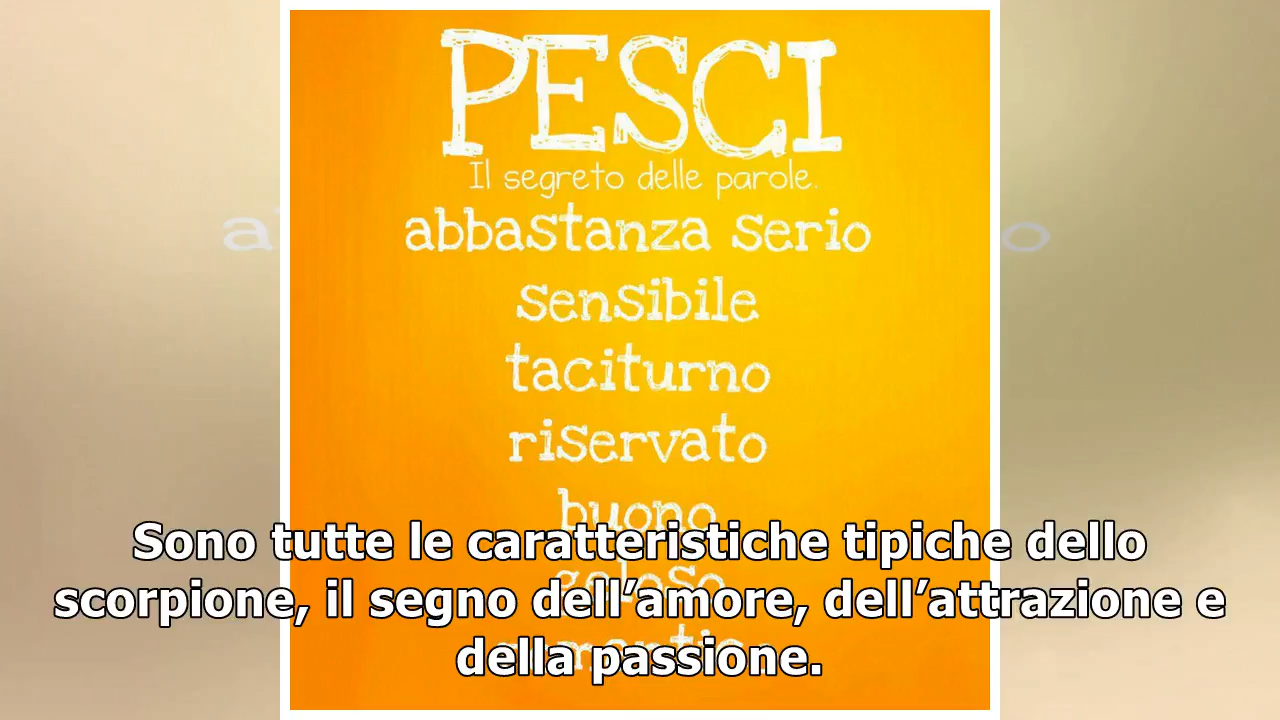 PESCI
Il segreto delle parole.
abbastanza serio
sensibile
taciturno
riservato
buono
geloso
Sono tutte le caratteristiche tipiche dello
scorpione, il segno dell’amore, dell’attrazione e
della passione.